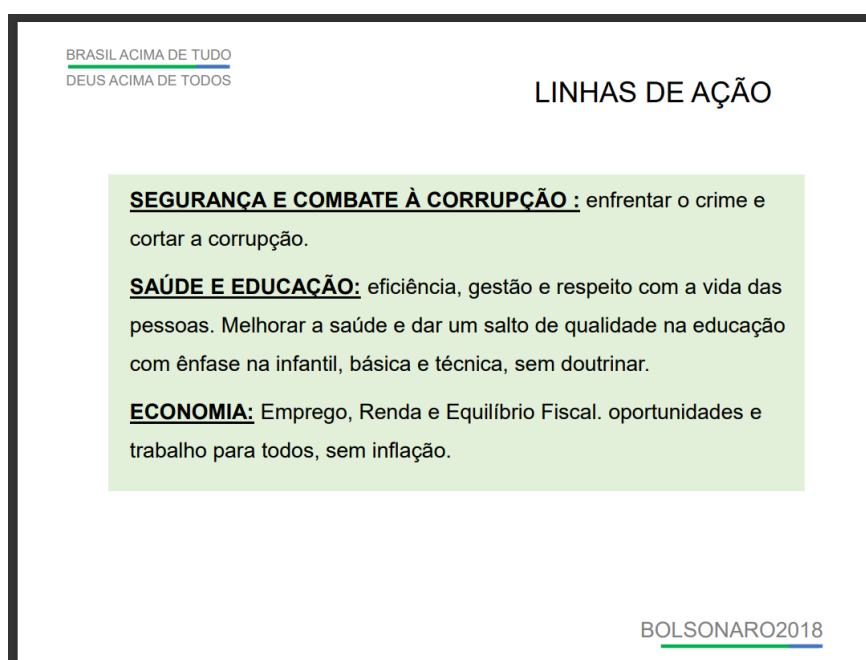 BRASIL ACIMA DE TUDO
DEUS ACIMA DE TODOS
LINHAS DE AÇÃO
SEGURANÇA E COMBATE À CORRUPÇÃO : enfrentar o crime e
cortar a corrupção.
SAÚDE E EDUCAÇÃO: eficiência, gestão e respeito com a vida das
pessoas. Melhorar a saúde e dar um salto de qualidade na educação
com ênfase na infantil, básica e técnica, sem doutrinar.
ECONOMIA: Emprego, Renda e Equilíbrio Fiscal. oportunidades e
trabalho para todos, sem inflação.
BOLSONARO2018